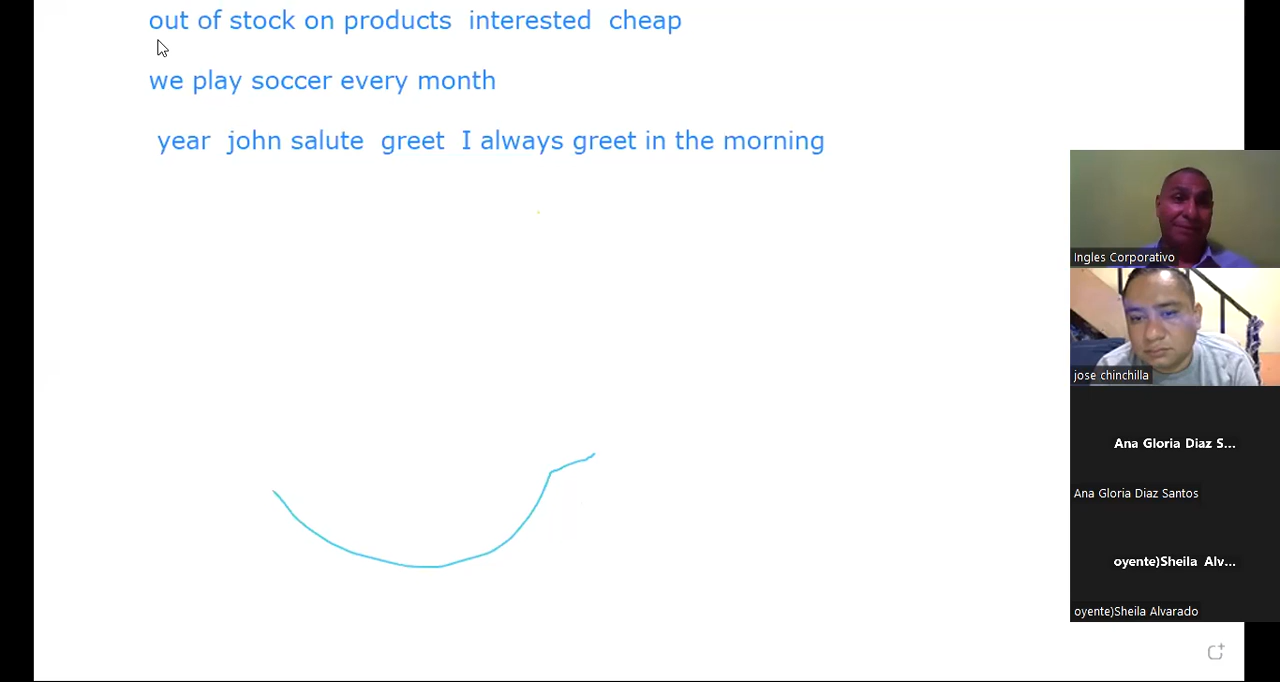 out of stock on products  interested  cheap
we play soccer every month
year  john salute  greet  I always greet in the morning
Ingles Corporativo
jose chinchilla
Ana Gloria Diaz S...
Ana Gloria Diaz Santos
oyente)Sheila  Alv...
oyente)Sheila Alvarado